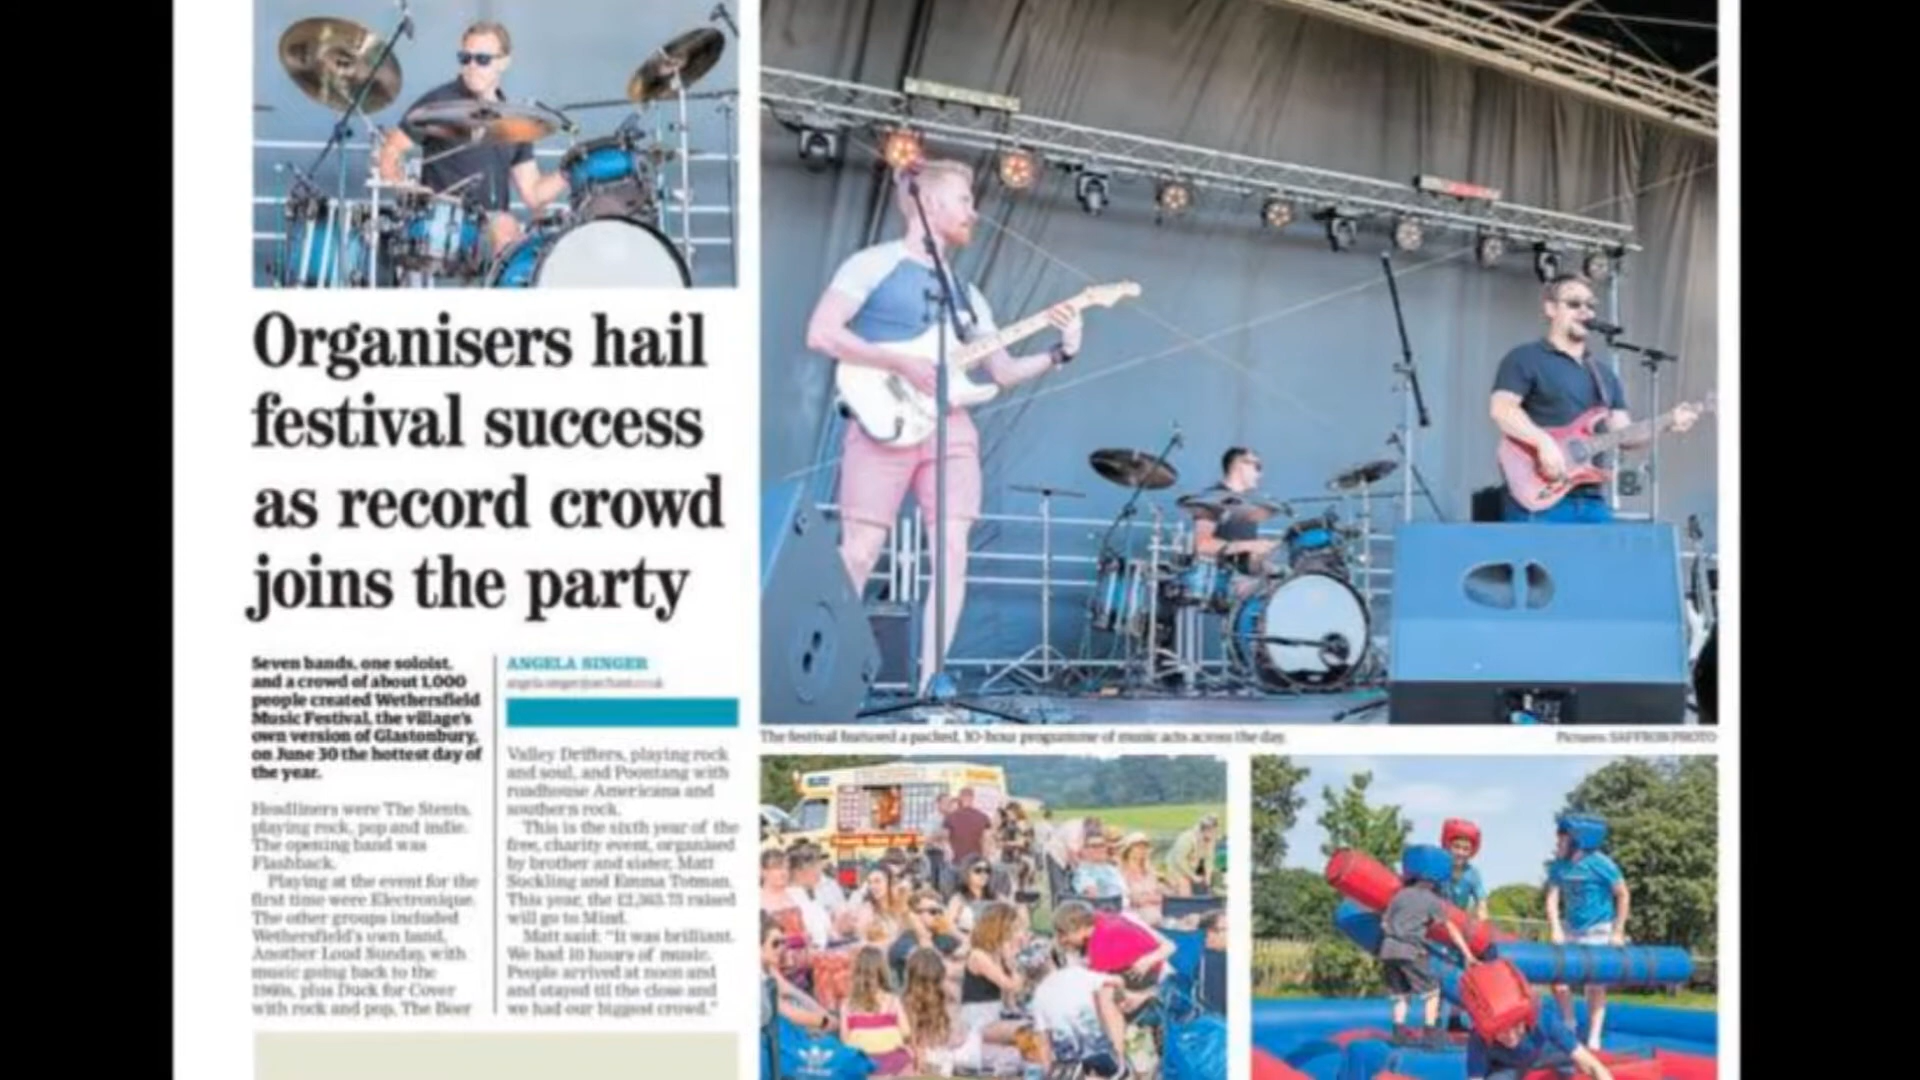 Organisers hail
festival success
as record crowd
joins the party
Seven bands, one soloist,
and a crowd of about 1,000
people created Wethersfield
Music Festival, the village's
own version of Glastonbury,
on June 30 the hottest day of
the year.
Headliners were The Stents,
playing rock, pop and indie.
The opening band was
Flashback.
Playing at the event for the
first time were Electronique.
The other groups included
Wethersfield's own band,
Another Loud Sunday, with
music going back to the
1960s, plus Duck for Cover
with rock and pop, The Beer
ANGELA SINGER
Valley Drifters, playing rock
and soul, and Poontang with
roadhouse Americana and
southern rock.
This is the sixth year of the
free, charity event, organised
by brother and sister, Matt
Suckling and Emma Totman.
This year, the raised
will go to Mind.
Matt said: "It was brilliant.
We had 10 hours of music.
People arrived at noon and
and stayed til the close and
we had our biggest crowd."
The festival featured a packed, 10-hour programme of music acts across the day.
Pictures: SAFFRON PHOTO